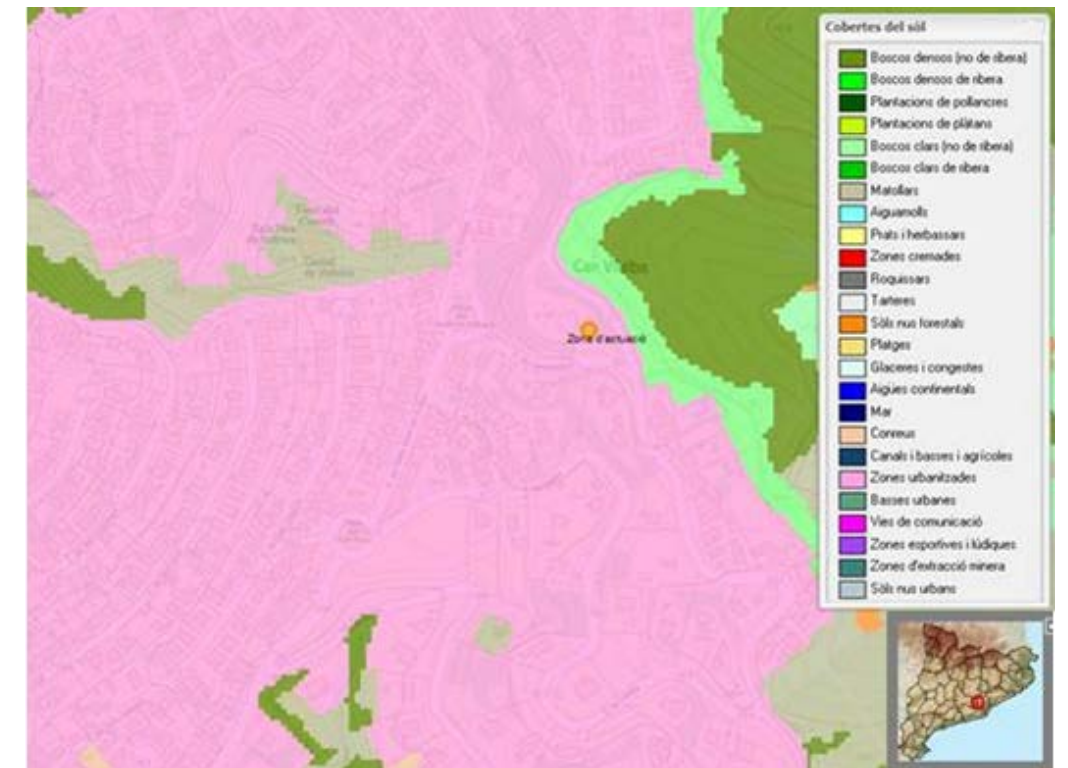 Cobertes del sòl
Boscos densos (no de ribera)
Boscos densos de ribera
Plantacions de pollancres
Plantacions de plàtans
Boscos clars (no de ribera)
Boscos clars de ribera
Matollars
Aiguamolls
Prats i herbassars
Zones cremades
Roquissars
Tarteres
Sòls nus forestals
Platges
Glaceres i congestes
Aigües continentals
Mar
Conreus
Canals i basses i agrícoles
Zones urbanitzades
Basses urbanes
Vies de comunicació
Zones esportives i lúdiques
Zones d'extracció minera
Sòls nus urbans
Can
Zona d'actuació